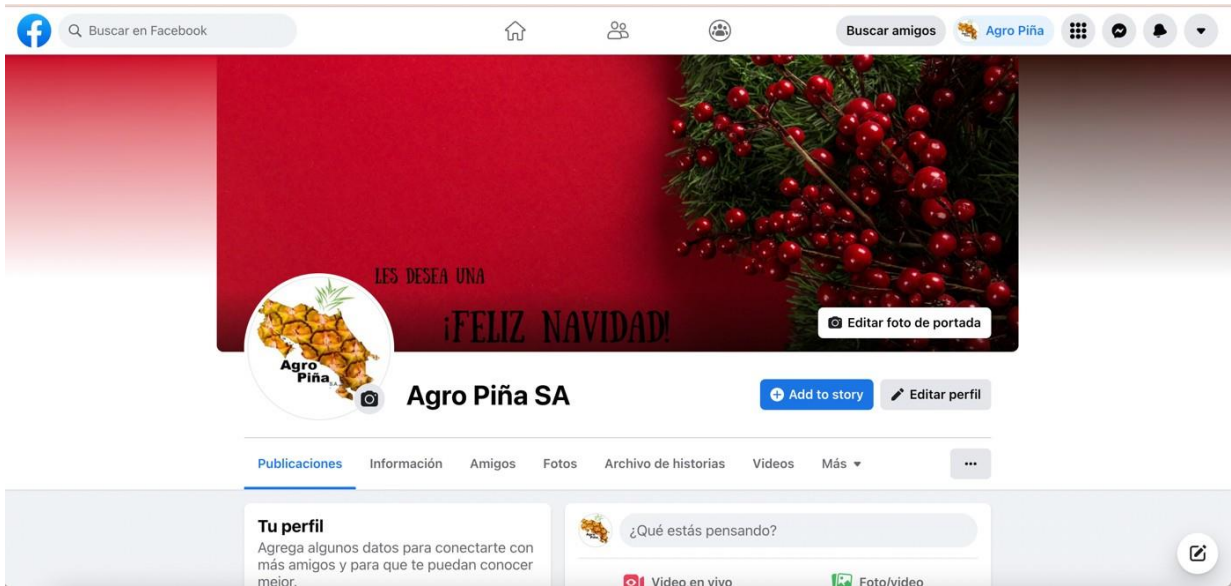 Buscar en Facebook
Buscar amigos
Agro Piña
LES DESEA UNA
¡FELIZ NAVIDAD!
Editar foto de portada
Agro
Piña S.A.
Agro Piña SA
Add to story
Editar perfil
Publicaciones
Información
Amigos
Fotos
Archivo de historias
Videos
Más
Tu perfil
Agrega algunos datos para conectarte con
más amigos y para que te puedan conocer
mejor.
¿Qué estás pensando?
Video en vivo
Foto/video